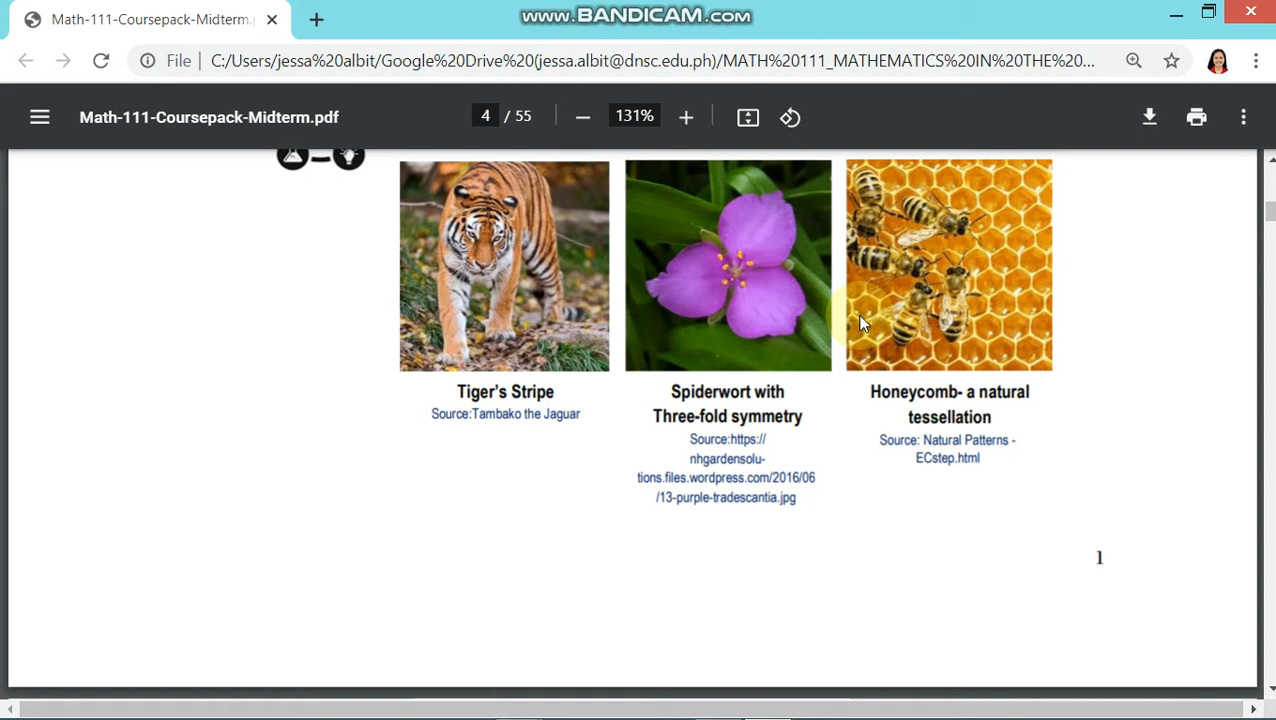 www.BANDICAM.com
Math-111-Coursepack-Midterm.p
File C:/Users/jessa%20albit/Google%20Drive%20(jessa.albit@dnsc.edu.ph)/MATH%20111_MATHEMATICS%20IN%20THE%20...
Math-111-Coursepack-Midterm.pdf
4 / 55
131%
Tiger's Stripe
Source:Tambako the Jaguar
Spiderwort with
Three-fold symmetry
Source:https://
nhgardensolu-
tions.files.wordpress.com/2016/06
/13-purple-tradescantia.jpg
Honeycomb- a natural
tessellation
Source: Natural Patterns -
ECstep.html
1